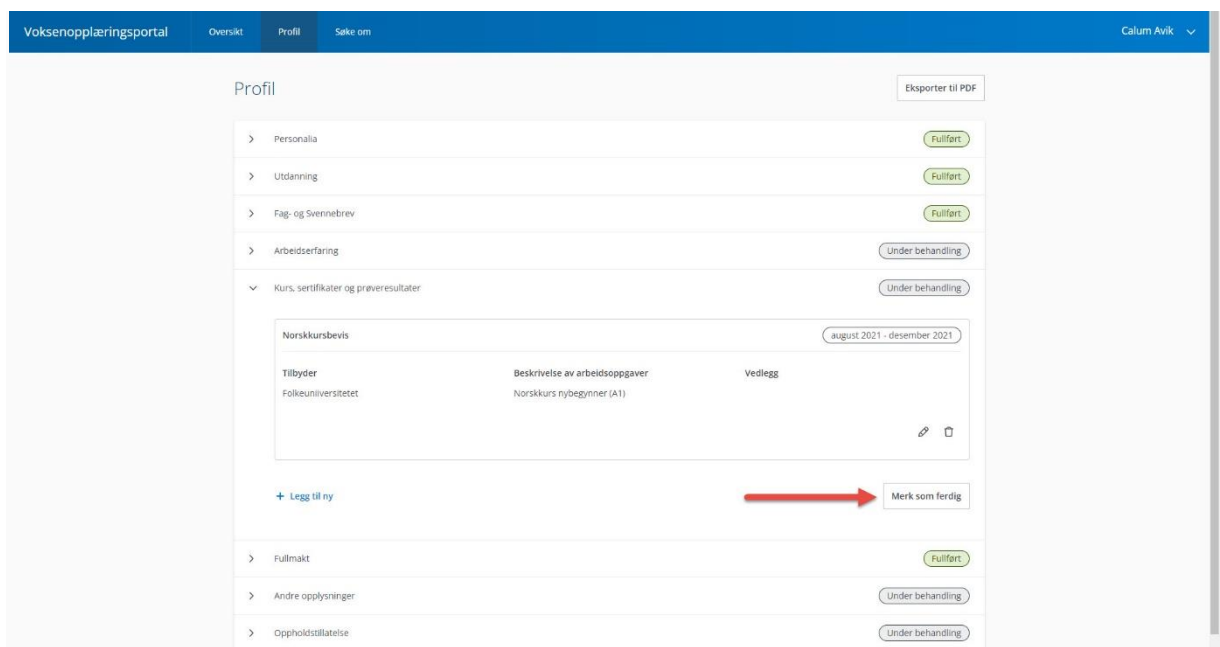 Voksenopplæringsportal Oversikt Profil Søke om Calum Avik
Profil Eksporter til PDF
Personalia Fullført
Utdanning Fullført
Fag- og Svennebrev Fullført
Arbeidserfaring Under behandling
Kurs, sertifikater og prøveresultater Under behandling
Norskkursbevis august 2021 - desember 2021
Tilbyder Beskrivelse av arbeidsoppgaver Vedlegg
Folkeuniversitetet Norskkurs nybegynner (A1)
+ Legg til ny Merk som ferdig
Fullmakt Fullført
Andre opplysninger Under behandling
Oppholdstillatelse Under behandling